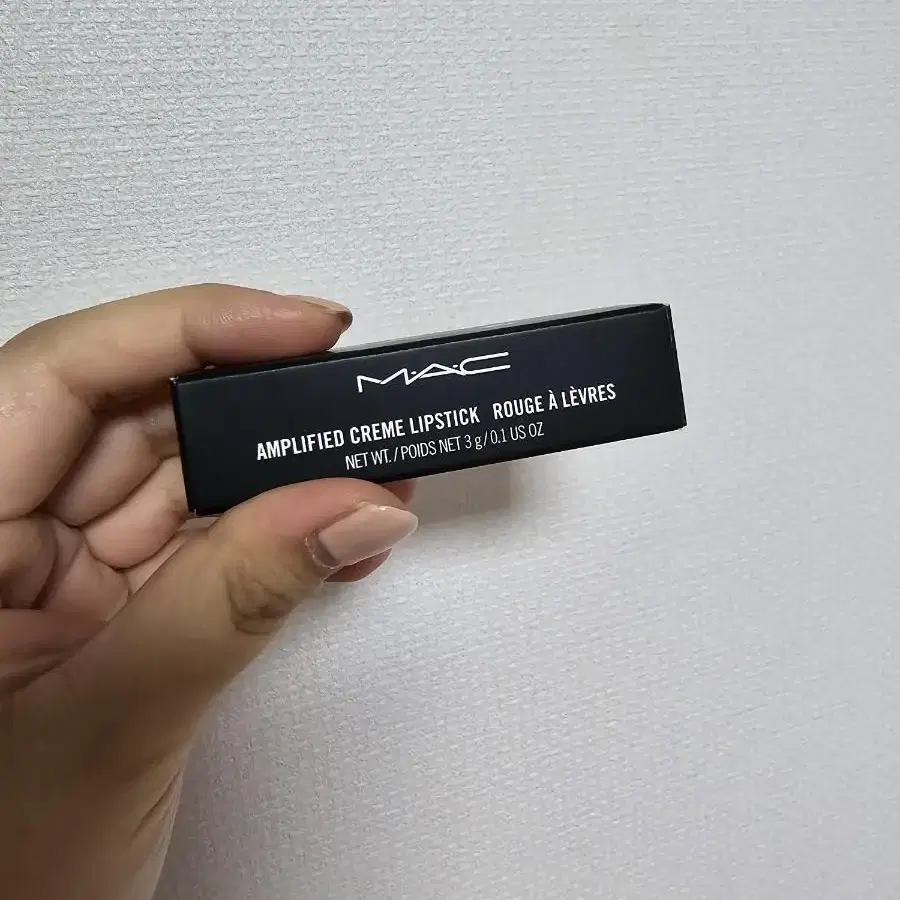 M·A·C
AMPLIFIED CREME LIPSTICK ROUGE À LÈVRES
NET WT. / POIDS NET 3 g / 0.1 US OZ